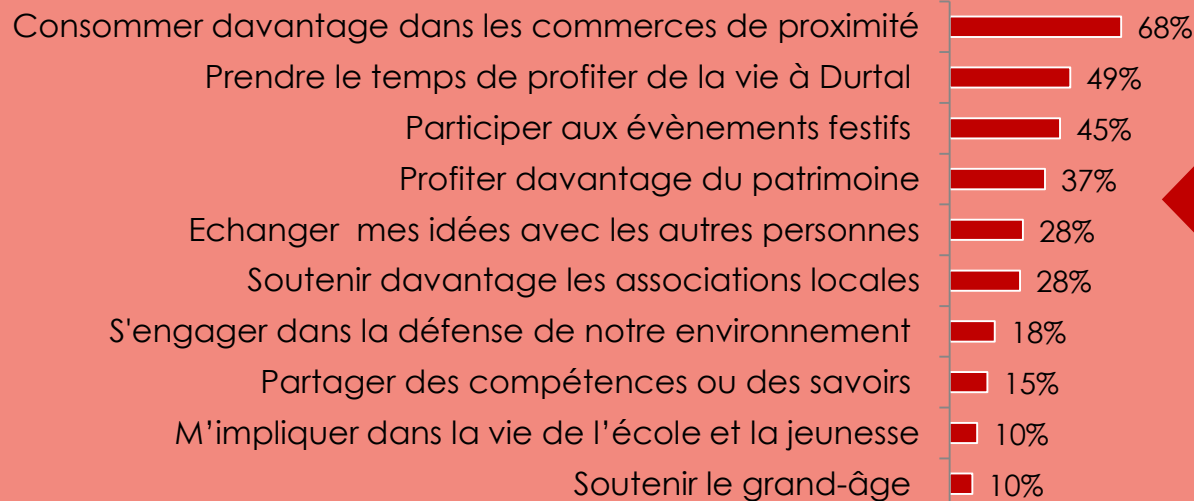 Consommer davantage dans les commerces de proximité 68%
Prendre le temps de profiter de la vie à Durtal 49%
Participer aux évènements festifs 45%
Profiter davantage du patrimoine 37%
Echanger  mes idées avec les autres personnes 28%
Soutenir davantage les associations locales 28%
S'engager dans la défense de notre environnement 18%
Partager des compétences ou des savoirs 15%
M’impliquer dans la vie de l’école et la jeunesse 10%
Soutenir le grand-âge 10%